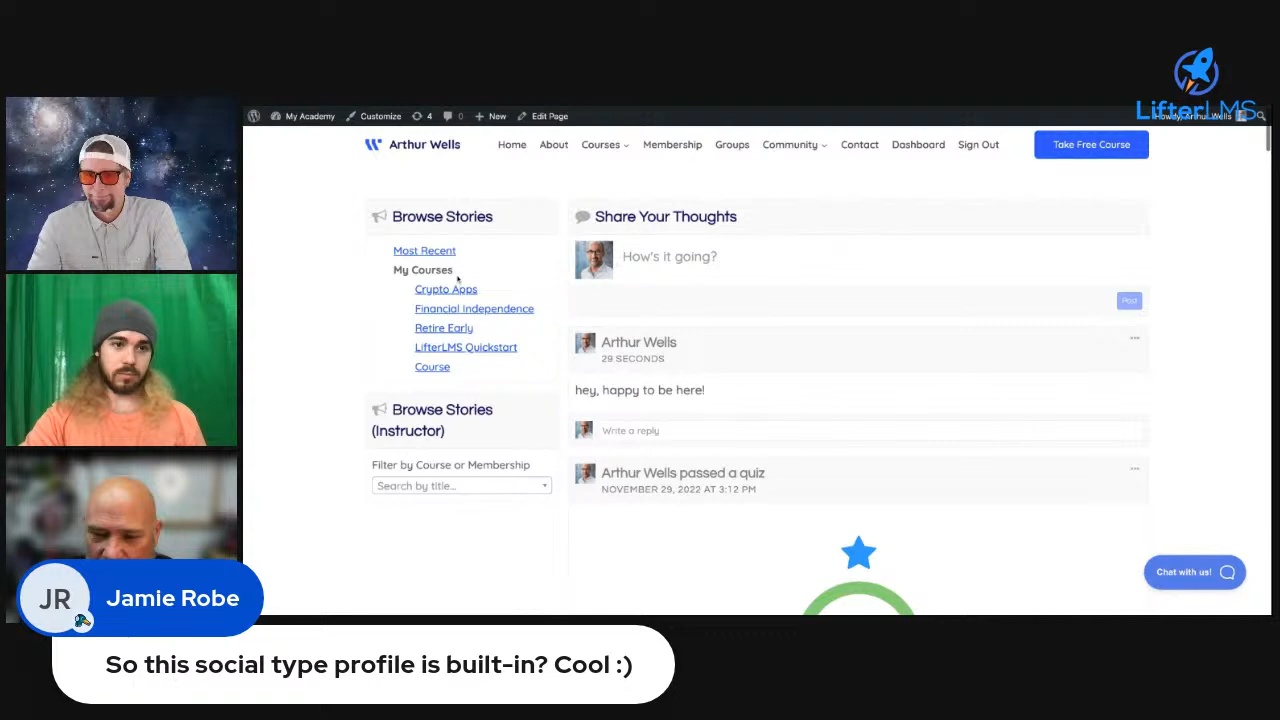 LifterLMS
My Academy Customize 4 0 New Edit Page
Arthur Wells Home About Courses Membership Groups Community Contact Dashboard Sign Out Take Free Course
Browse Stories
Most Recent
My Courses
Crypto Apps
Financial Independence
Retire Early
LifterLMS Quickstart
Course
Browse Stories
(Instructor)
Filter by Course or Membership
Search by title...
Share Your Thoughts
How's it going?
Post
Arthur Wells
29 SECONDS
hey, happy to be here!
Write a reply
Arthur Wells passed a quiz
NOVEMBER 29, 2022 AT 3:12 PM
Chat with us!
JR Jamie Robe
So this social type profile is built-in? Cool :)